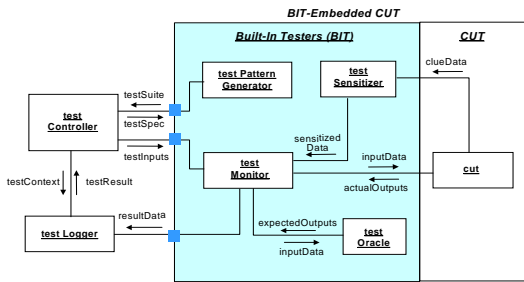 BIT-Embedded CUT
Built-In Testers (BIT)
CUT
test Pattern
Generator
test
Sensitizer
clueData
testSuite
testSpec
test
Controller
testInputs
sensitized
Data
inputData
actualOutputs
cut
test
Monitor
testContext
testResult
resultData
expectedOutputs
inputData
test
Oracle
test Logger